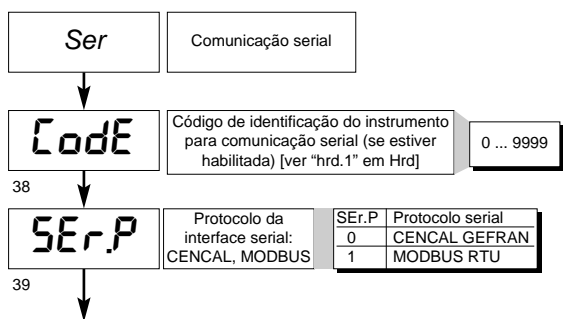 Ser
Comunicação serial
CodE
Código de identificação do instrumento
para comunicação serial (se estiver
habilitada) [ver “hrd.1” em Hrd]
0 ... 9999
38
SEr.P
Protocolo da
interface serial:
CENCAL, MODBUS
SEr.P Protocolo serial
0 CENCAL GEFRAN
1 MODBUS RTU
39